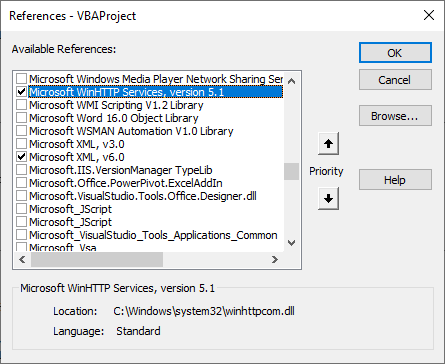 References - VBAProject
Available References:
Microsoft Windows Media Player Network Sharing Ser
Microsoft WinHTTP Services, version 5.1
Microsoft WMI Scripting V1.2 Library
Microsoft Word 16.0 Object Library
Microsoft WSMAN Automation V1.0 Library
Microsoft XML, v3.0
Microsoft XML, v6.0
Microsoft.IIS.VersionManager TypeLib
Microsoft.Office.PowerPivot.ExcelAddIn
Microsoft.VisualStudio.Tools.Office.Designer.dll
Microsoft_JScript
Microsoft_JScript
Microsoft_VisualStudio_Tools_Applications_Common
Microsoft_Vsa
OK
Cancel
Browse...
Priority
Help
Microsoft WinHTTP Services, version 5.1
Location: C:\Windows\system32\winhttpcom.dll
Language: Standard